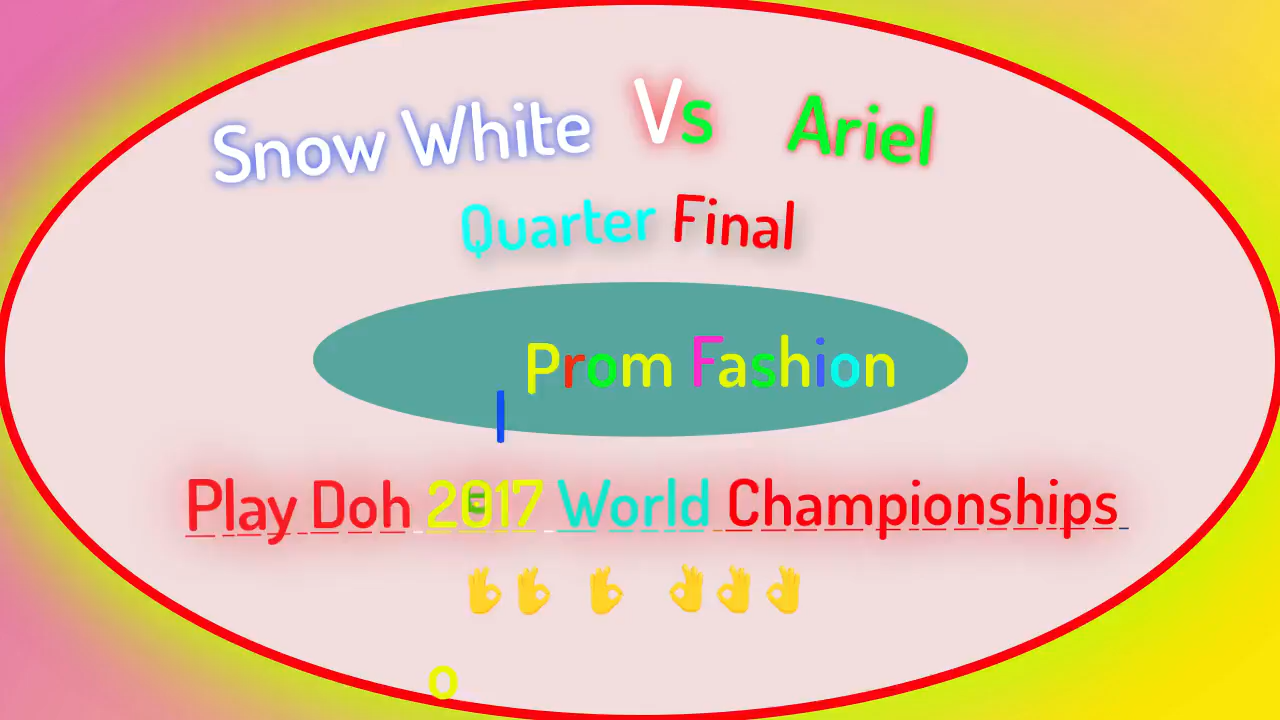 Snow White Vs Ariel
Quarter Final
Prom Fashion
l
Play Doh 2017 World Championships
👌👌 👌 👌👌👌
o